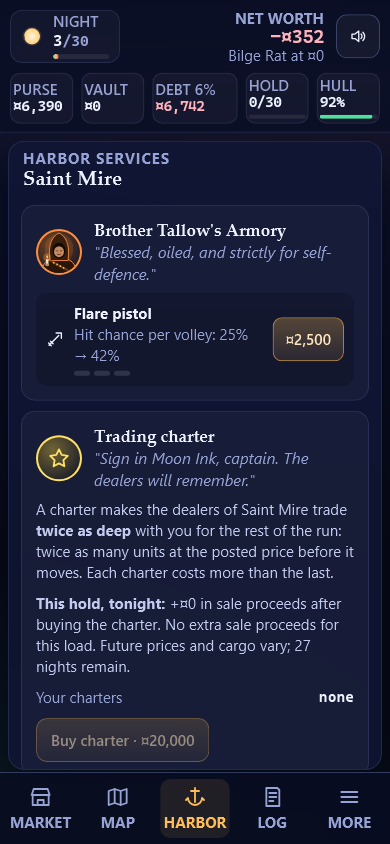 NIGHT
3/30
NET WORTH
−¤352
Bilge Rat at ¤0
PURSE
¤6,390
VAULT
¤0
DEBT 6%
¤6,742
HOLD
0/30
HULL
92%
HARBOR SERVICES
Saint Mire
Brother Tallow's Armory
"Blessed, oiled, and strictly for self-
defence."
Flare pistol
Hit chance per volley: 25%
→ 42%
¤2,500
Trading charter
"Sign in Moon Ink, captain. The
dealers will remember."
A charter makes the dealers of Saint Mire trade
twice as deep with you for the rest of the run:
twice as many units at the posted price before it
moves. Each charter costs more than the last.
This hold, tonight: +¤0 in sale proceeds after
buying the charter. No extra sale proceeds for
this load. Future prices and cargo vary; 27
nights remain.
Your charters
none
Buy charter · ¤20,000
MARKET
MAP
HARBOR
LOG
MORE